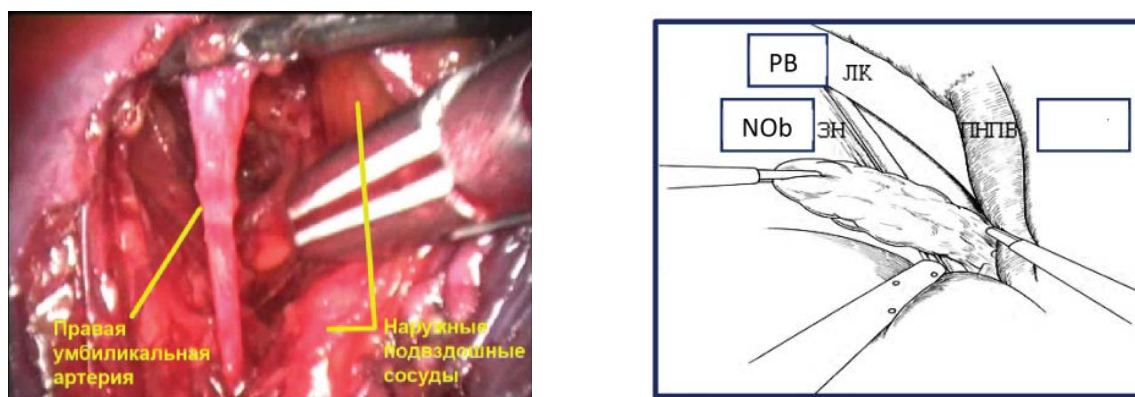 Правая
умбиликальная
артерия
Наружные
подвздошные
сосуды
PB
ЛК
NOb
ЗН
ПНПВ